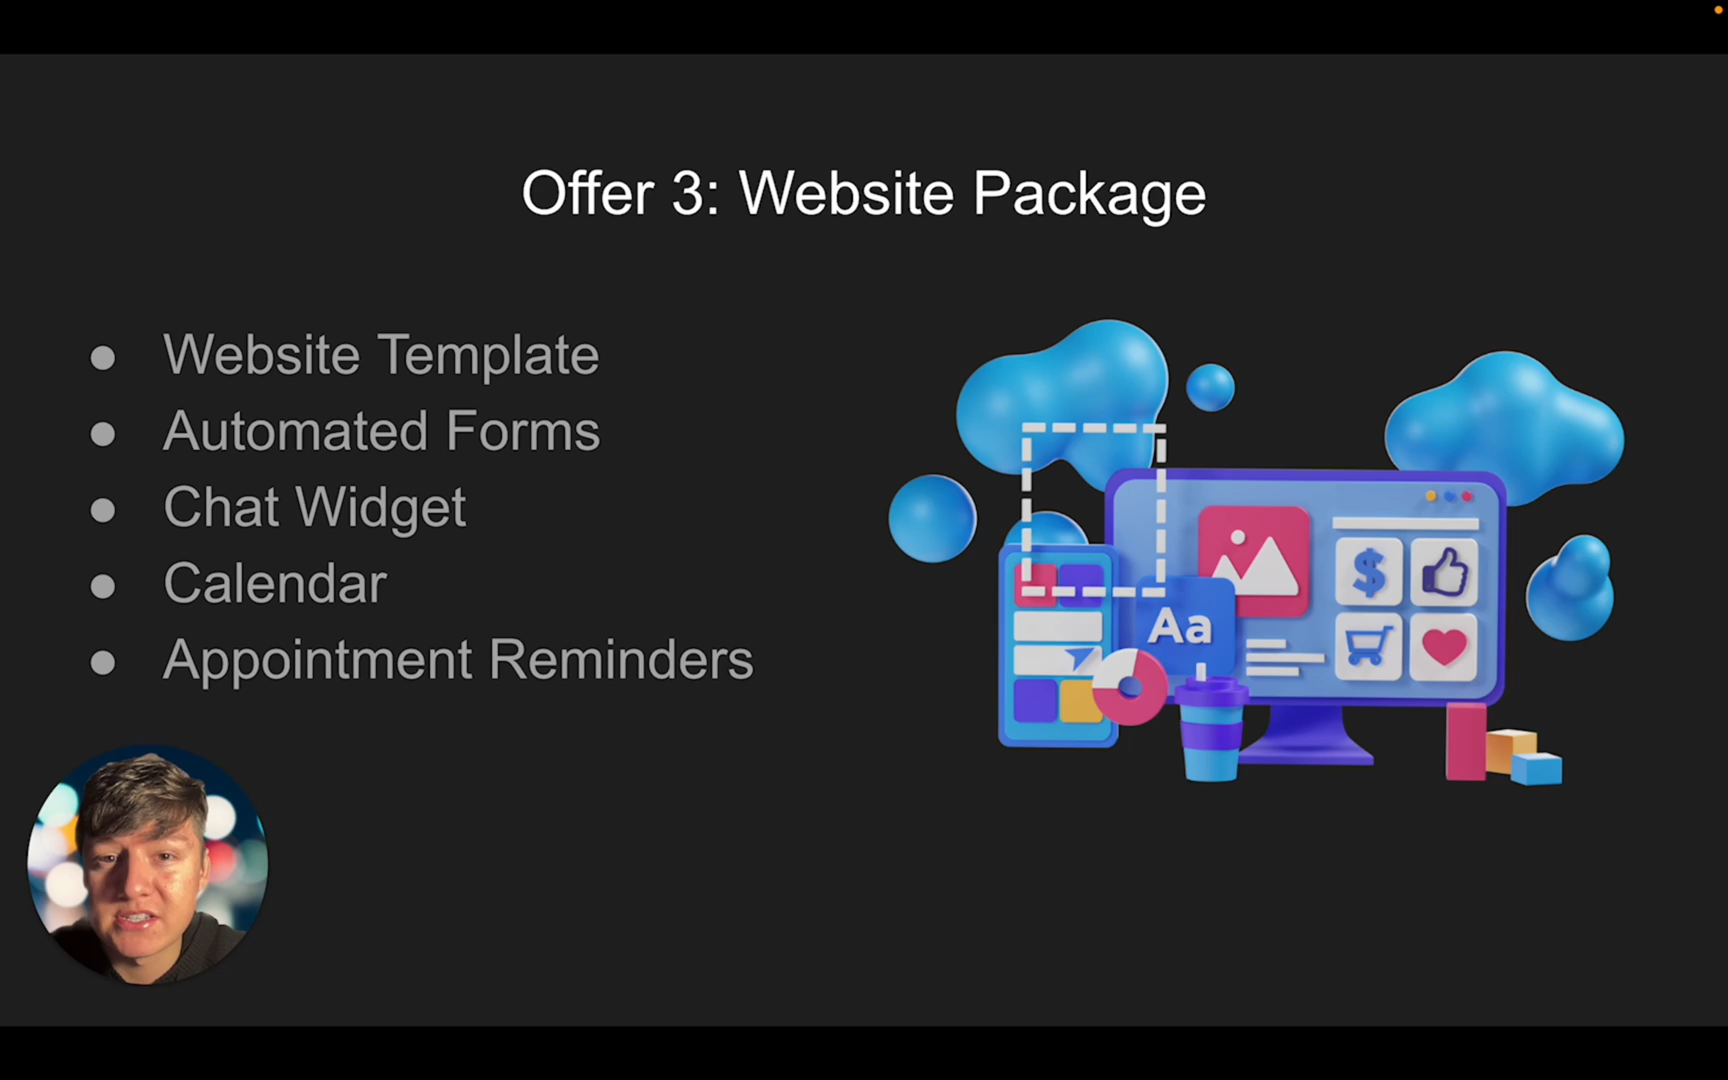 Offer 3: Website Package
Website Template
Automated Forms
Chat Widget
Calendar
Appointment Reminders
Aa
$